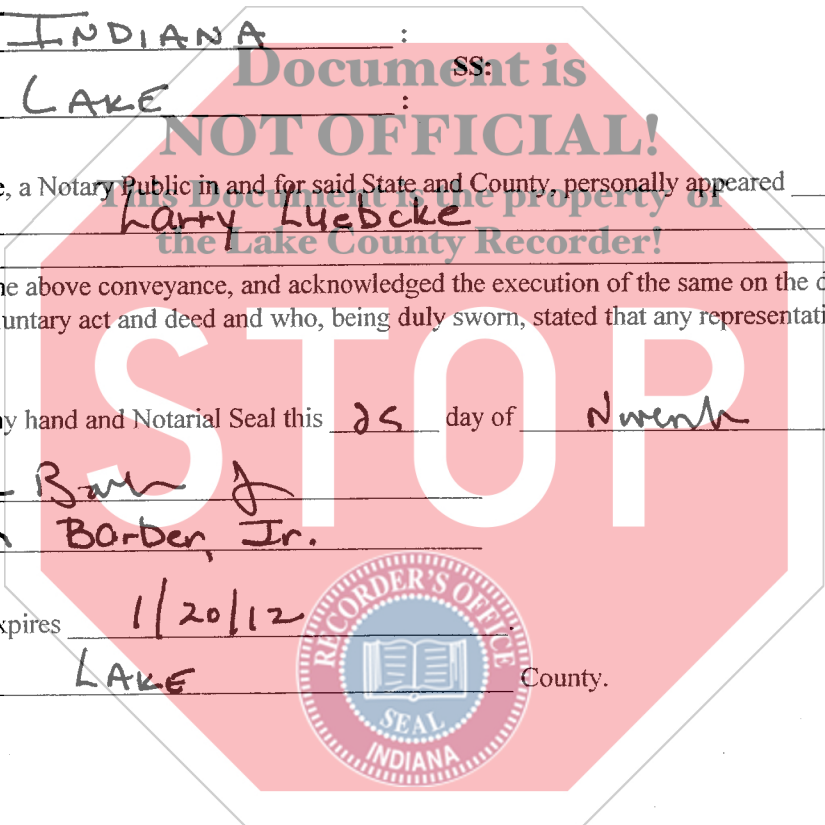 INDIANA :
Document is
SS:
LAKE :
NOT OFFICIAL!
e, a Notary Public in and for said State and County, personally appeared
This Document is the property of
Larry Luebcke
the Lake County Recorder!
he above conveyance, and acknowledged the execution of the same on the d
untary act and deed and who, being duly sworn, stated that any representati
STOP
y hand and Notarial Seal this 25 day of
Barber, Jr.
xpires 1/20/12
LAKE County.
RECORDER'S OFFICE
SEAL
INDIANA